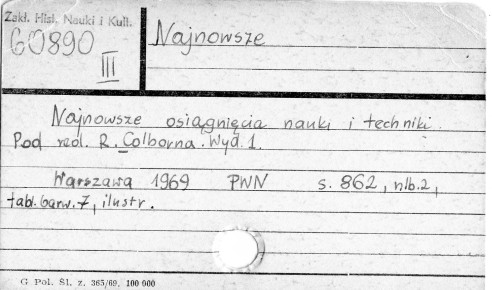 Zakł. Hist. Nauki i Kult.
60890
III
Najnowsze
Najnowsze osiągnięcia nauki i techniki.
Pod red. R. Colborna. Wyd. 1.
Warszawa 1969 PWN s. 862, nlb. 2,
tabl. barw. 7, ilustr.
G Pol. Śl. z. 365/69. 100 000